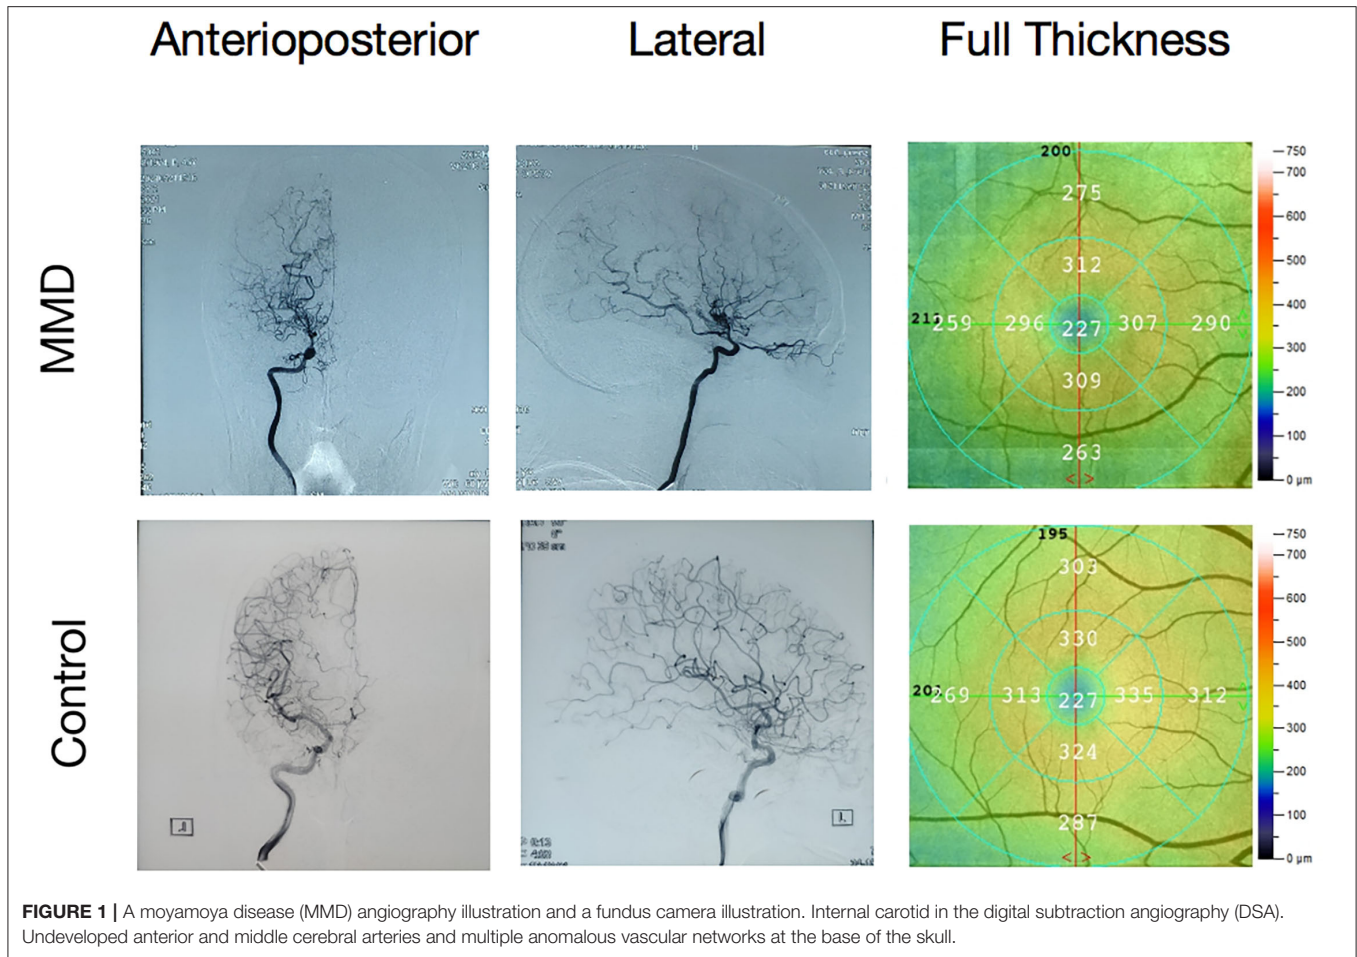 Anterioposterior Lateral Full Thickness
MMD
200
275
312
259 296 227 307 290
309
263
750
700
600
500
400
300
200
100
0 µm
Control
195
303
330
269 313 227 335 312
324
287
750
700
600
500
400
300
200
100
0 µm
FIGURE 1 | A moyamoya disease (MMD) angiography illustration and a fundus camera illustration. Internal carotid in the digital subtraction angiography (DSA).
Undeveloped anterior and middle cerebral arteries and multiple anomalous vascular networks at the base of the skull.